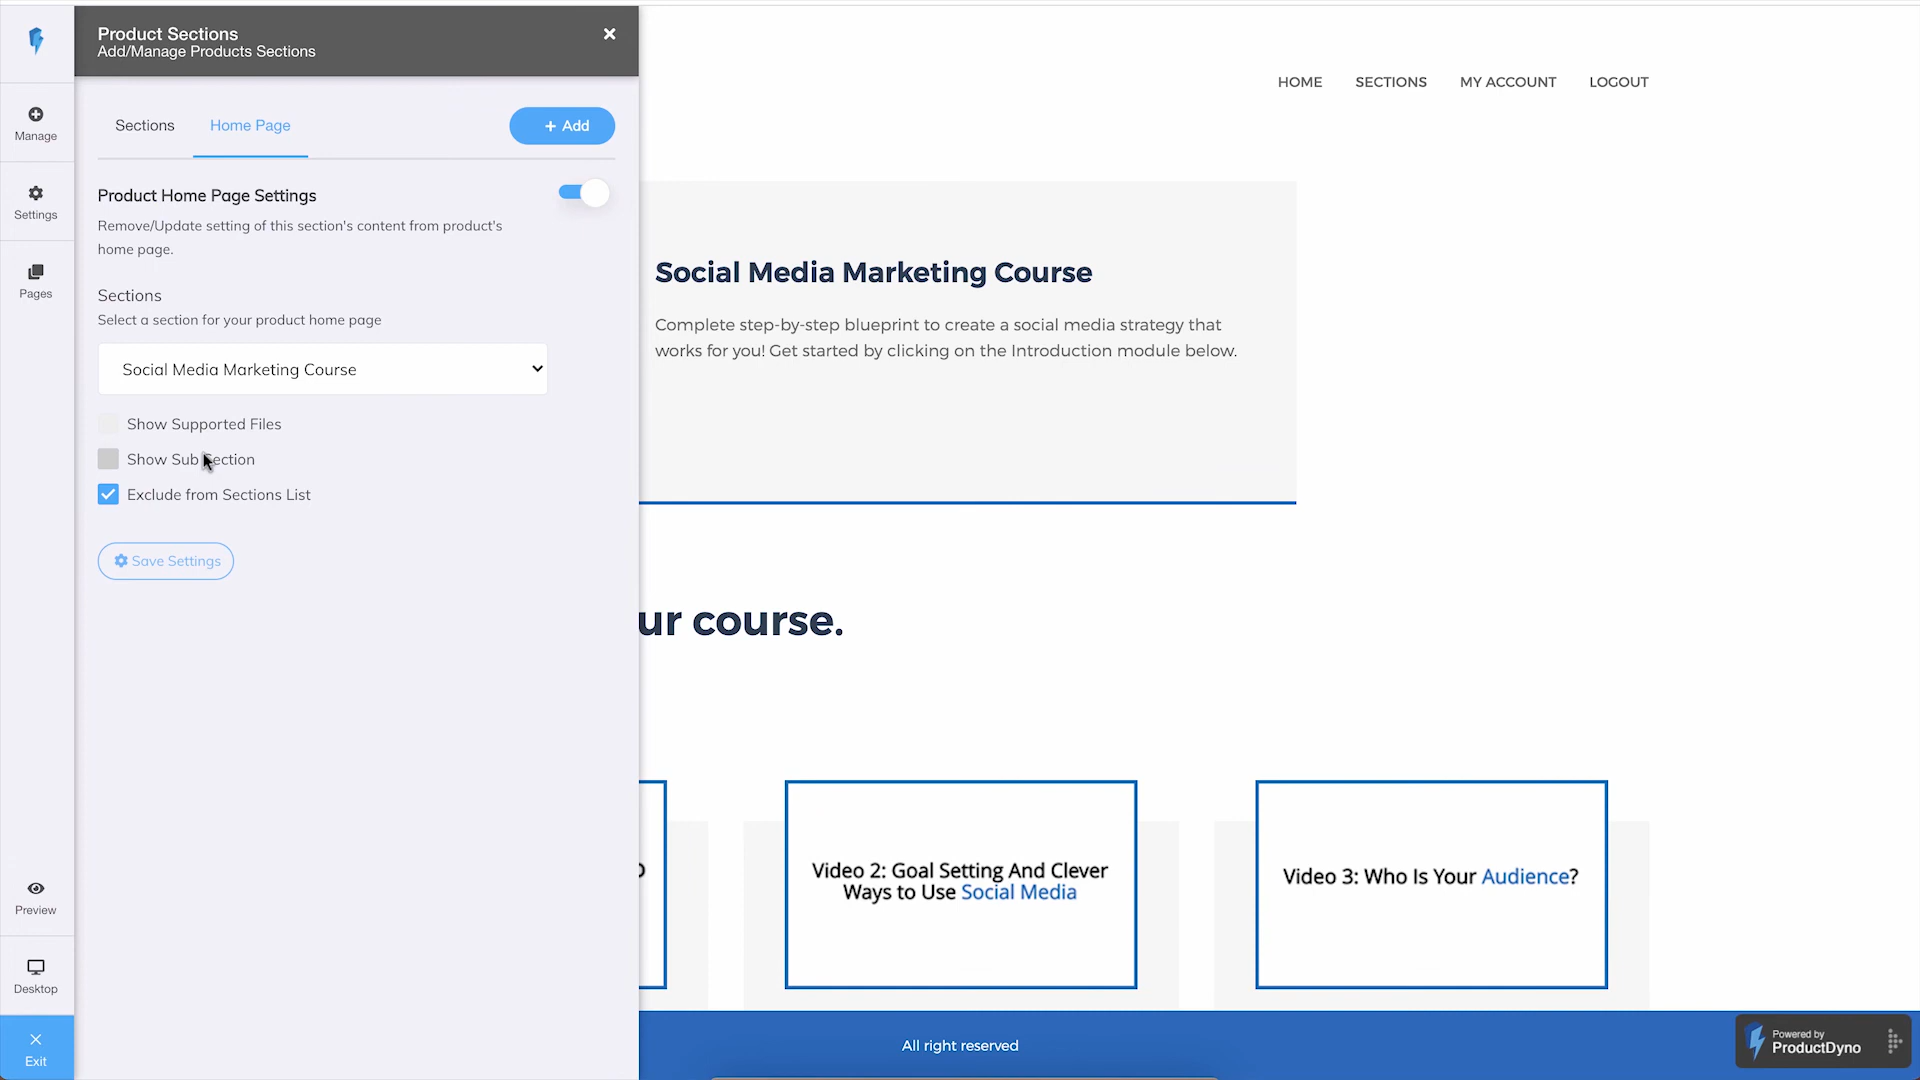 Product Sections
Add/Manage Products Sections
Manage
Settings
Pages
Preview
Desktop
Exit
Sections
Home Page
+ Add
Product Home Page Settings
Remove/Update setting of this section's content from product's
home page.
Sections
Select a section for your product home page
Social Media Marketing Course
Show Supported Files
Show Sub Section
Exclude from Sections List
Save Settings
HOME
SECTIONS
MY ACCOUNT
LOGOUT
Social Media Marketing Course
Complete step-by-step blueprint to create a social media strategy that
works for you! Get started by clicking on the Introduction module below.
ur course.
Video 2: Goal Setting And Clever
Ways to Use Social Media
Video 3: Who Is Your Audience?
All right reserved
Powered by
ProductDyno